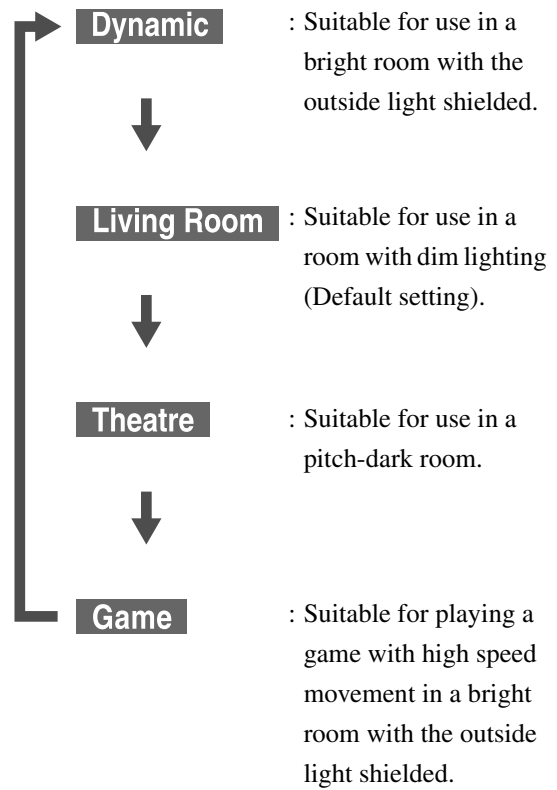 Dynamic : Suitable for use in a
bright room with the
outside light shielded.
Living Room : Suitable for use in a
room with dim lighting
(Default setting).
Theatre : Suitable for use in a
pitch-dark room.
Game : Suitable for playing a
game with high speed
movement in a bright
room with the outside
light shielded.